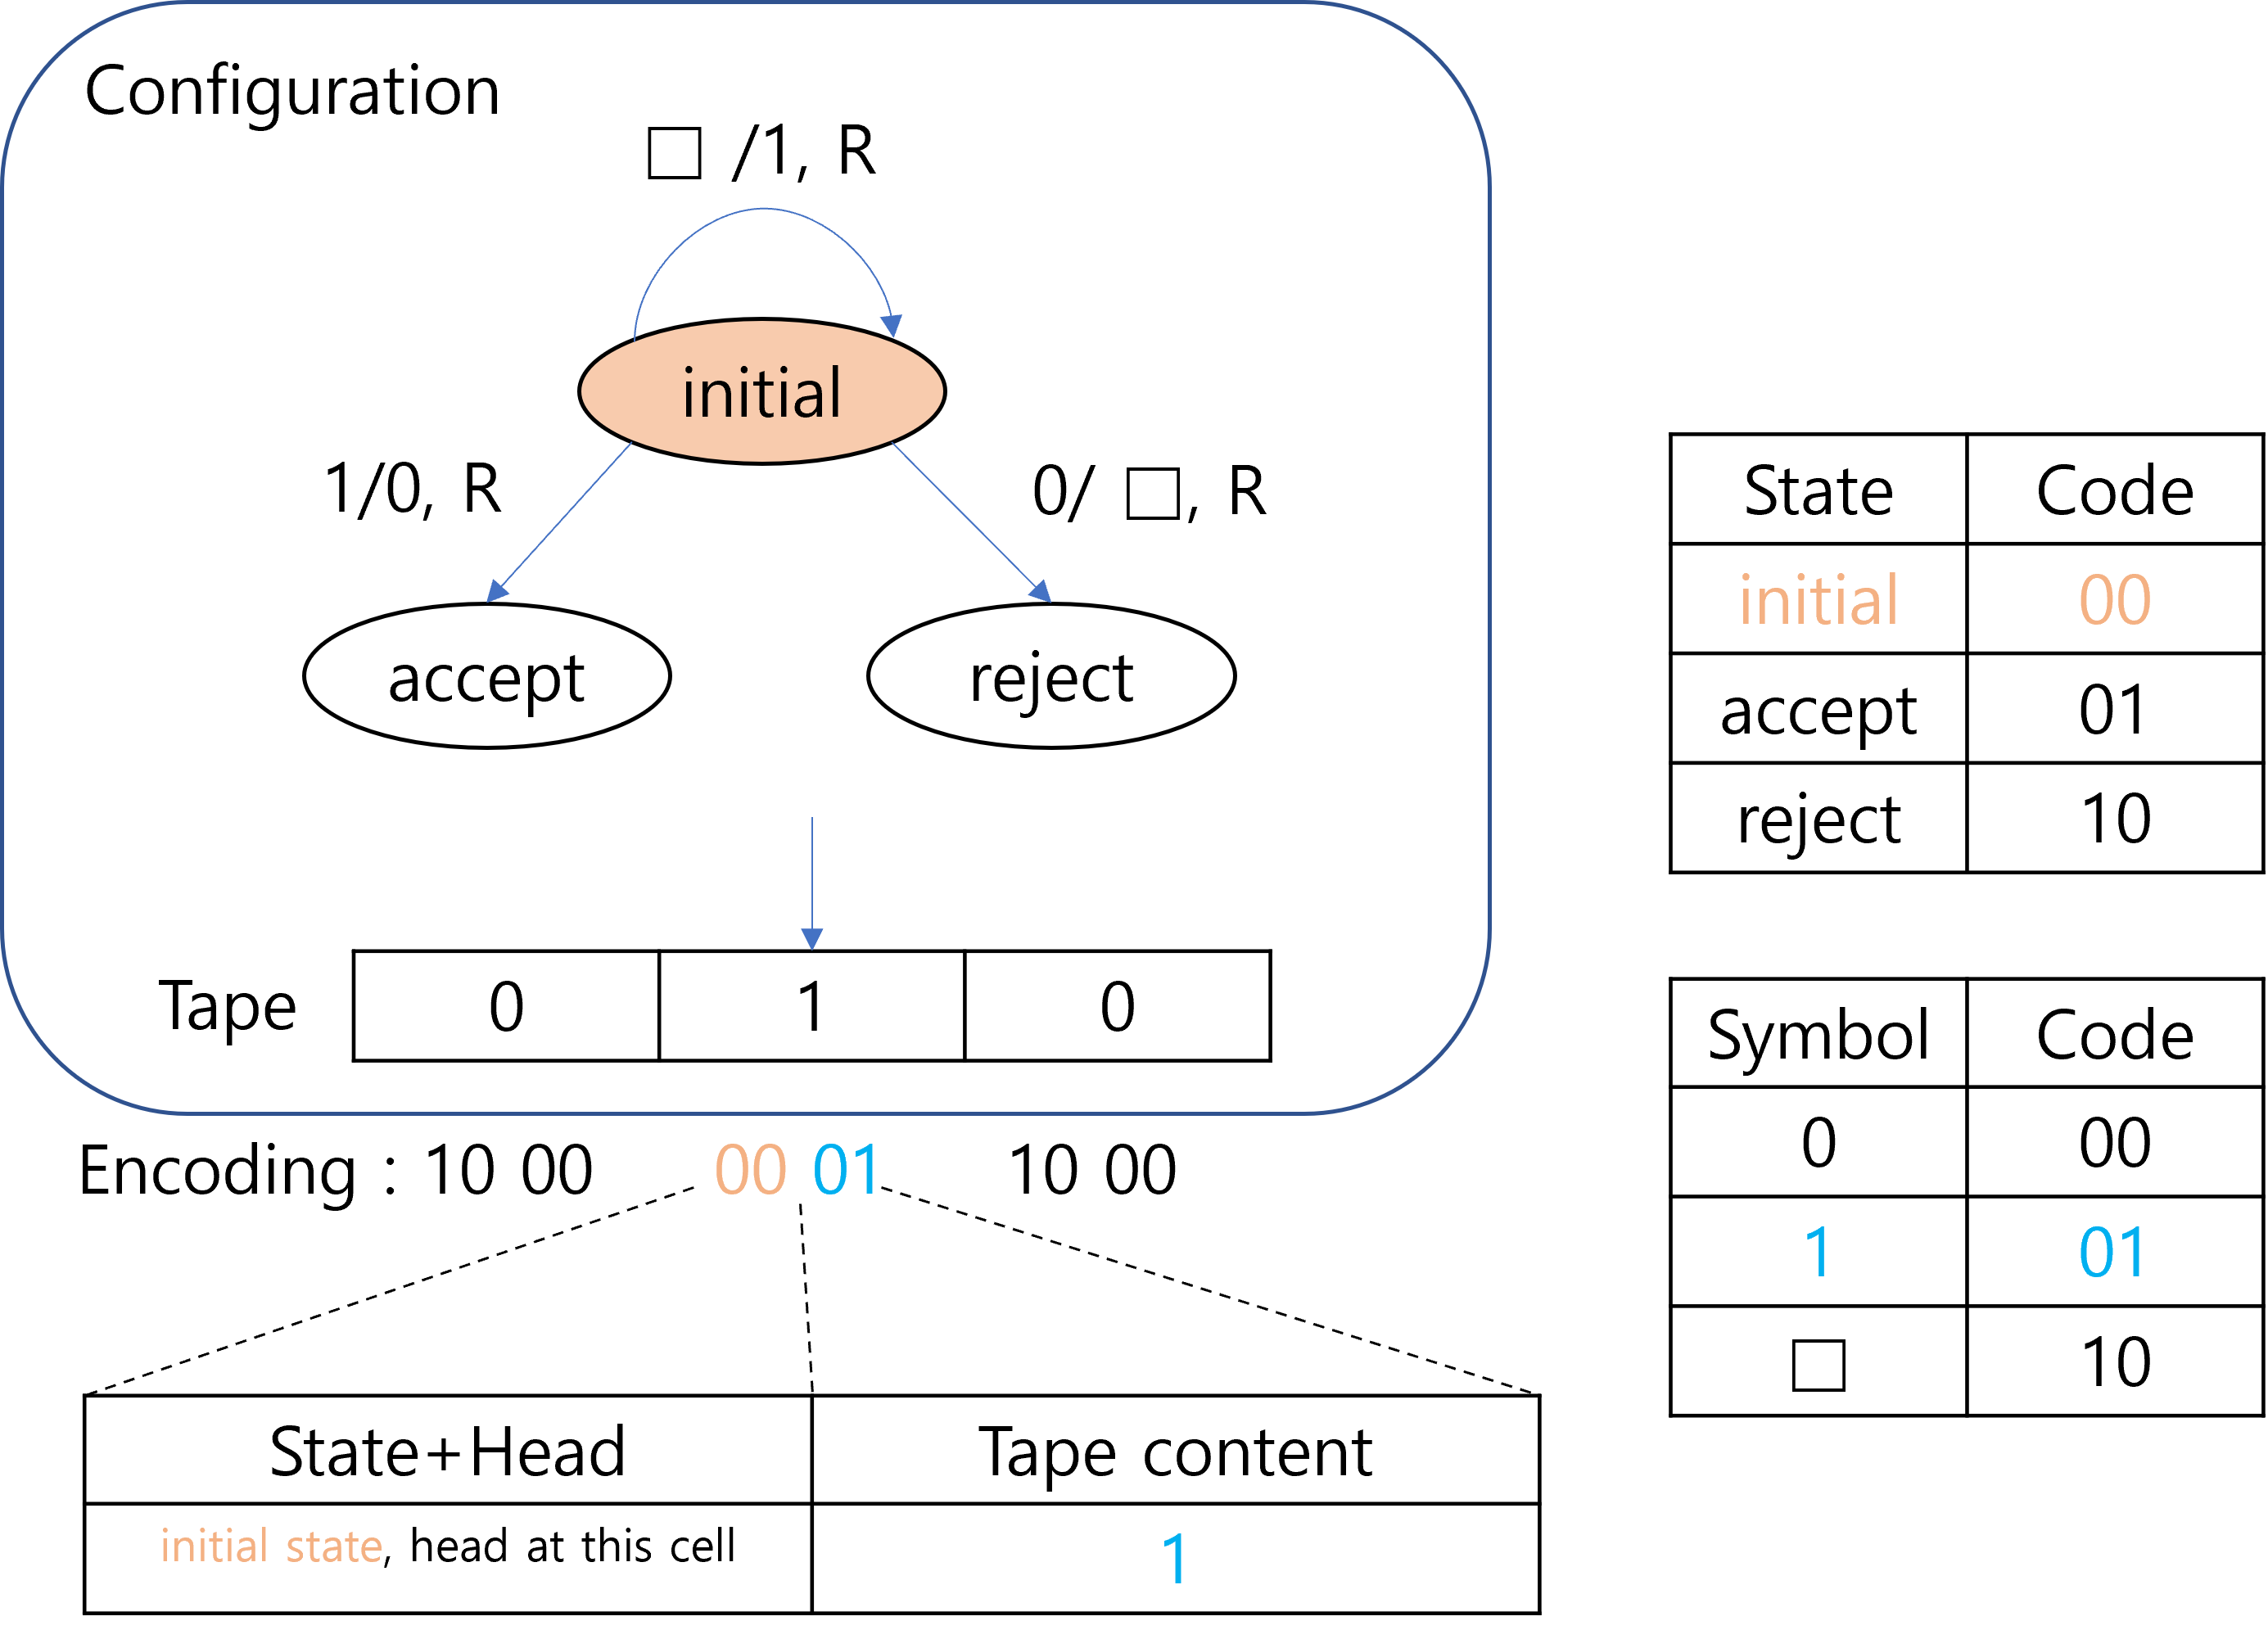 Configuration
□ /1, R
initial
1/0, R
0/ □, R
accept
reject
Tape 0 1 0
Encoding : 10 00 00 01 10 00
State+Head Tape content
initial state, head at this cell 1
State Code
initial 00
accept 01
reject 10
Symbol Code
0 00
1 01
□ 10